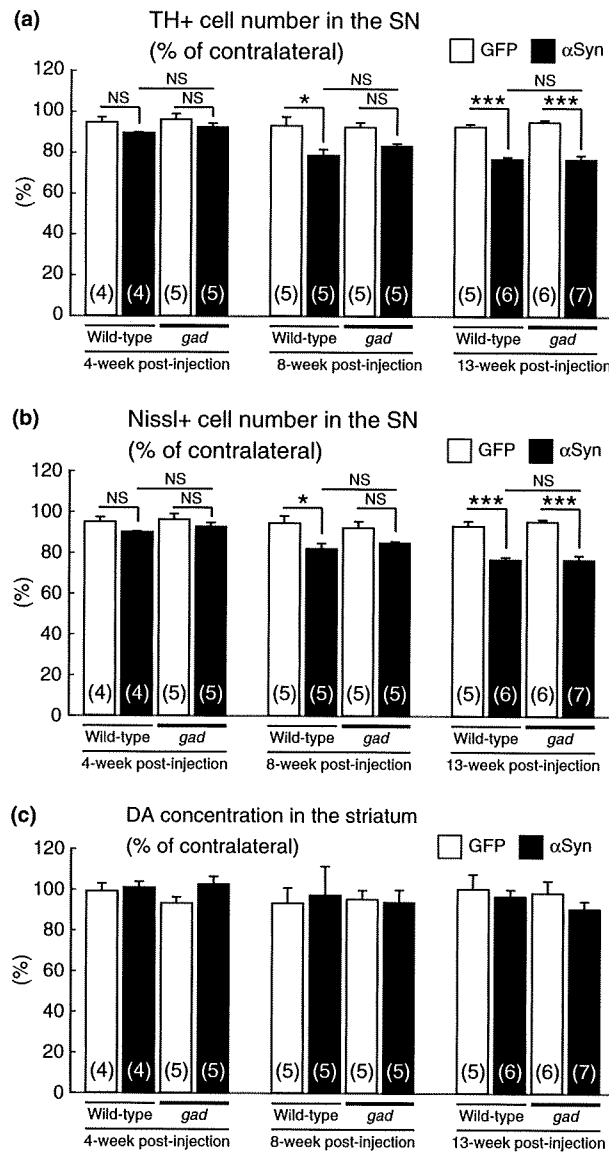 (a) TH+ cell number in the SN
(% of contralateral)
GFP αSyn
120
100
80
60
40
20
0
(%)
NS NS NS
* NS NS
*** *** NS
(4) (4) (5) (5) (5) (5) (5) (5) (5) (6) (6) (7)
Wild-type gad Wild-type gad Wild-type gad
4-week post-injection 8-week post-injection 13-week post-injection
(b) Nissl+ cell number in the SN
(% of contralateral)
GFP αSyn
120
100
80
60
40
20
0
(%)
NS NS NS
* NS NS
*** *** NS
(4) (4) (5) (5) (5) (5) (5) (5) (5) (6) (6) (7)
Wild-type gad Wild-type gad Wild-type gad
4-week post-injection 8-week post-injection 13-week post-injection
(c) DA concentration in the striatum
(% of contralateral)
GFP αSyn
120
100
80
60
40
20
0
(%)
(4) (4) (5) (5) (5) (5) (5) (5) (5) (6) (6) (7)
Wild-type gad Wild-type gad Wild-type gad
4-week post-injection 8-week post-injection 13-week post-injection